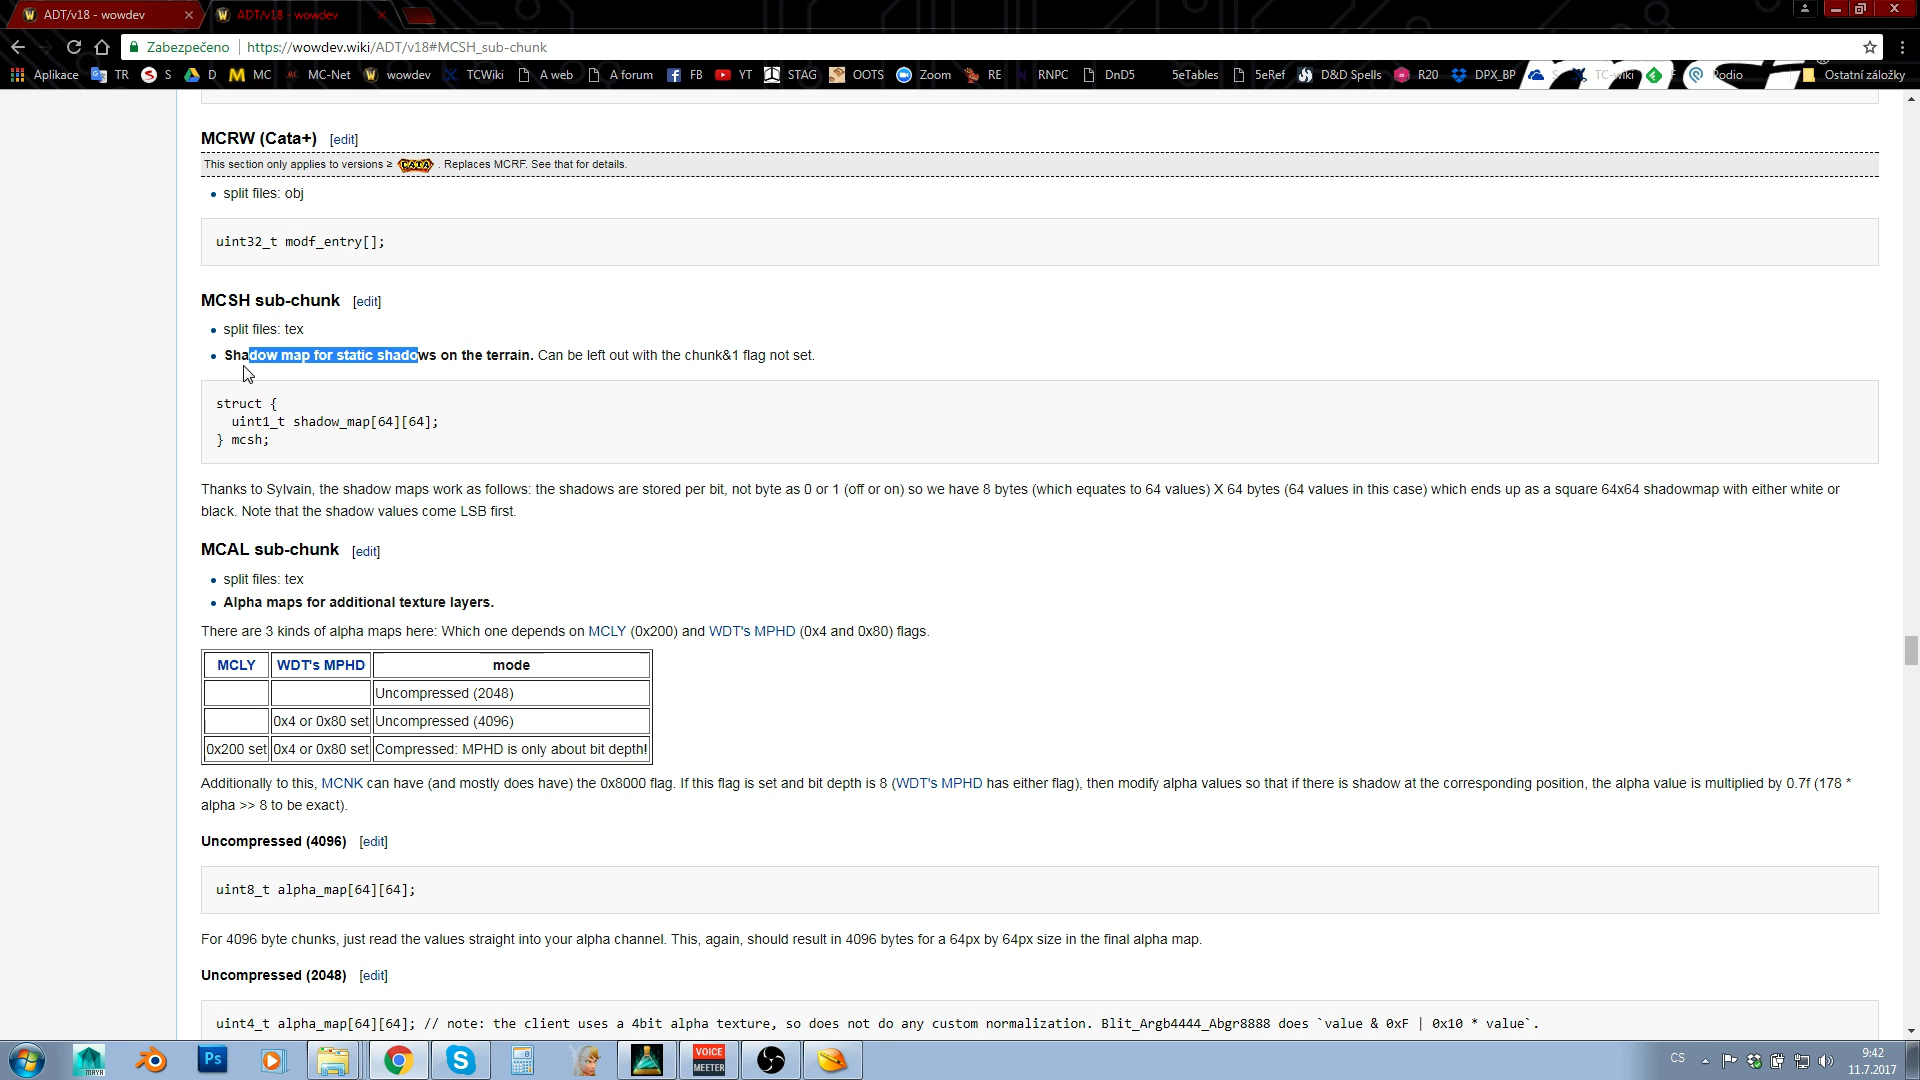 ADT/v18 - wowdev
ADT/v18 - wowdev
Zabezpečeno
https://wowdev.wiki/ADT/v18#MCSH_sub-chunk
Aplikace TR S D MC MC-Net wowdev TCWiki A web A forum FB YT STAG OOTS Zoom RE RNPC DnD5 5eTables 5eRef D&D Spells R20 DPX_BP S TC-wiki F Rodio Ostatní záložky
MCRW (Cata+) [edit]
This section only applies to versions ≥ CATA . Replaces MCRF. See that for details.
split files: obj
uint32_t modf_entry[];
MCSH sub-chunk [edit]
split files: tex
Shadow map for static shadows on the terrain. Can be left out with the chunk&1 flag not set.
struct {
uint1_t shadow_map[64][64];
} mcsh;
Thanks to Sylvain, the shadow maps work as follows: the shadows are stored per bit, not byte as 0 or 1 (off or on) so we have 8 bytes (which equates to 64 values) X 64 bytes (64 values in this case) which ends up as a square 64x64 shadowmap with either white or
black. Note that the shadow values come LSB first.
MCAL sub-chunk [edit]
split files: tex
Alpha maps for additional texture layers.
There are 3 kinds of alpha maps here: Which one depends on MCLY (0x200) and WDT's MPHD (0x4 and 0x80) flags.
MCLY WDT's MPHD mode
Uncompressed (2048)
0x4 or 0x80 set Uncompressed (4096)
0x200 set 0x4 or 0x80 set Compressed: MPHD is only about bit depth!
Additionally to this, MCNK can have (and mostly does have) the 0x8000 flag. If this flag is set and bit depth is 8 (WDT's MPHD has either flag), then modify alpha values so that if there is shadow at the corresponding position, the alpha value is multiplied by 0.7f (178 *
alpha >> 8 to be exact).
Uncompressed (4096) [edit]
uint8_t alpha_map[64][64];
For 4096 byte chunks, just read the values straight into your alpha channel. This, again, should result in 4096 bytes for a 64px by 64px size in the final alpha map.
Uncompressed (2048) [edit]
uint4_t alpha_map[64][64]; // note: the client uses a 4bit alpha texture, so does not do any custom normalization. Blit_Argb4444_Abgr8888 does `value & 0xF | 0x10 * value`.
MAYA
Ps
VOICE
MEETER
CS
9:42
11.7.2017